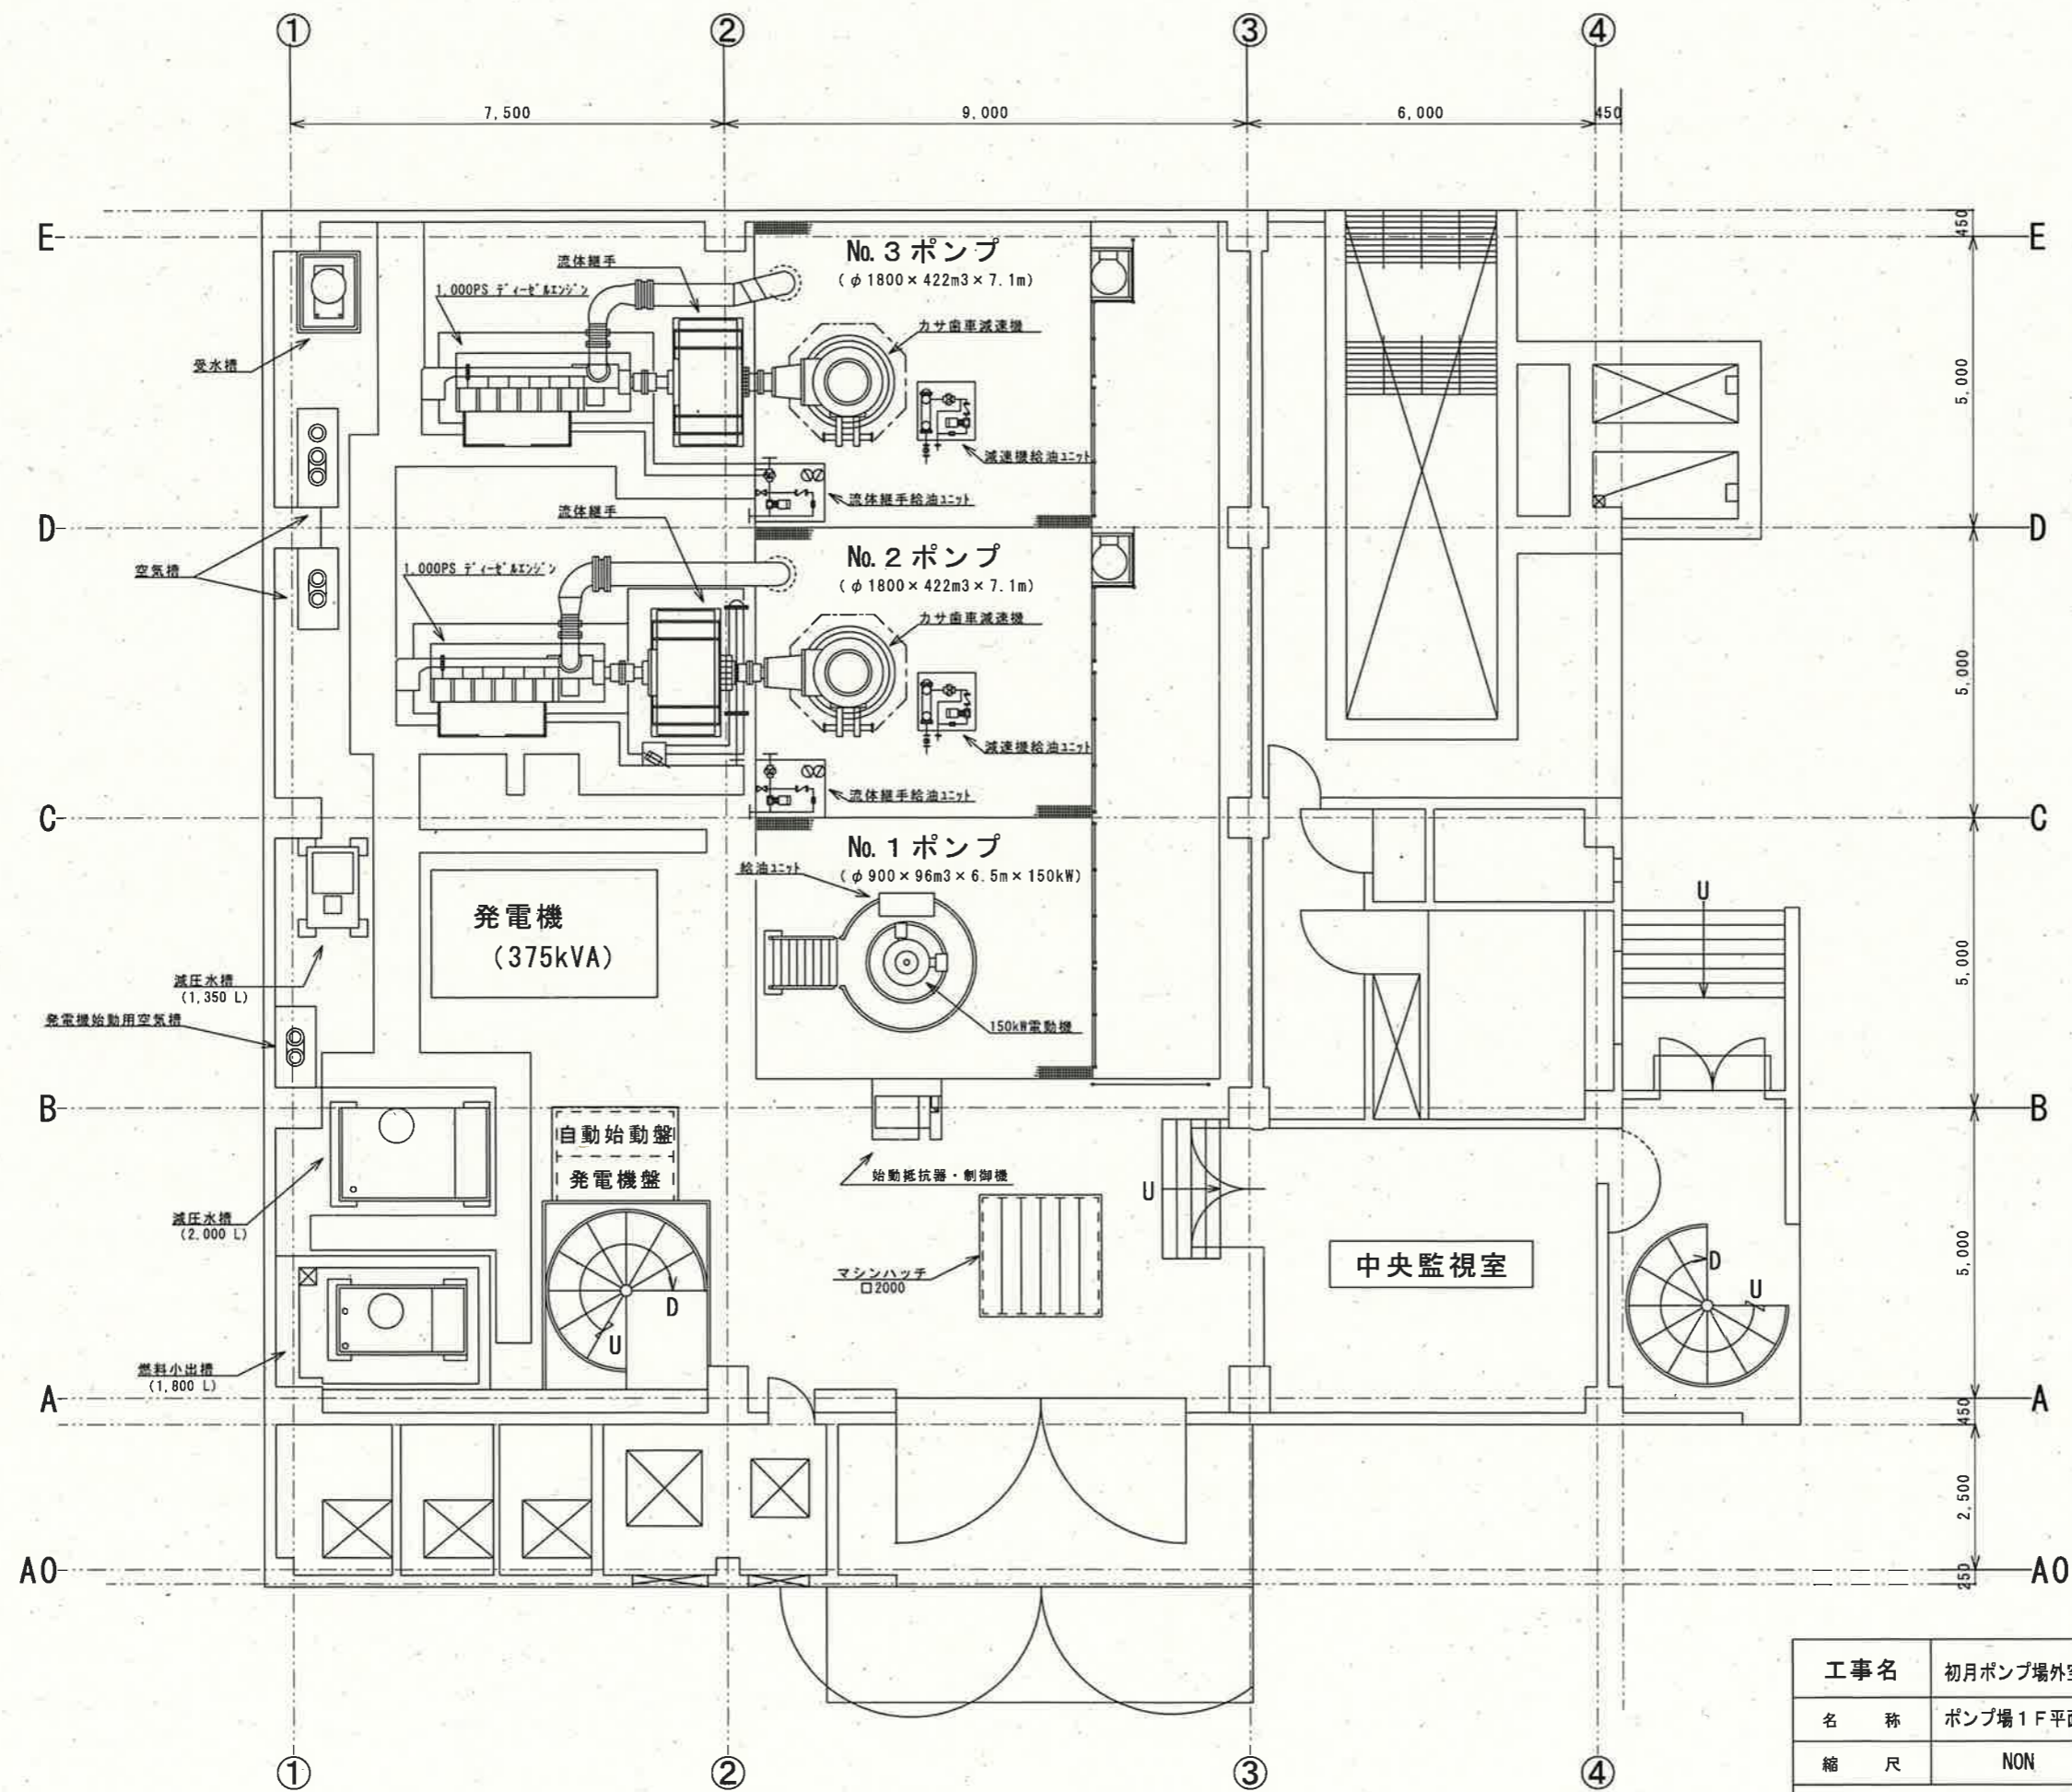 ① ② ③ ④
7,500 9,000 6,000 450
E E
450
No. 3 ポンプ
(φ1800×422m3×7.1m)
流体継手
1,000PS ディーゼルエンジン
カサ歯車減速機
受水槽
5,000
減速機給油ユニット
流体継手給油ユニット
D D
流体継手
No. 2 ポンプ
(φ1800×422m3×7.1m)
1,000PS ディーゼルエンジン
空気槽
カサ歯車減速機
5,000
減速機給油ユニット
流体継手給油ユニット
C C
No. 1 ポンプ
(φ900×96m3×6.5m×150kW)
給油ユニット
発電機
(375kVA)
U
5,000
減圧水槽
(1,350 L)
発電機始動用空気槽
150kW電動機
B B
自動始動盤
発電機盤
始動抵抗器・制御機
U
減圧水槽
(2,000 L)
マシンハッチ
□2000
中央監視室
5,000
D
U
D
U
燃料小出槽
(1,800 L)
A A
450
2,500
A0 A0
250
① ② ③ ④
工事名 初月ポンプ場外
名 称 ポンプ場1F平
縮 尺 NON